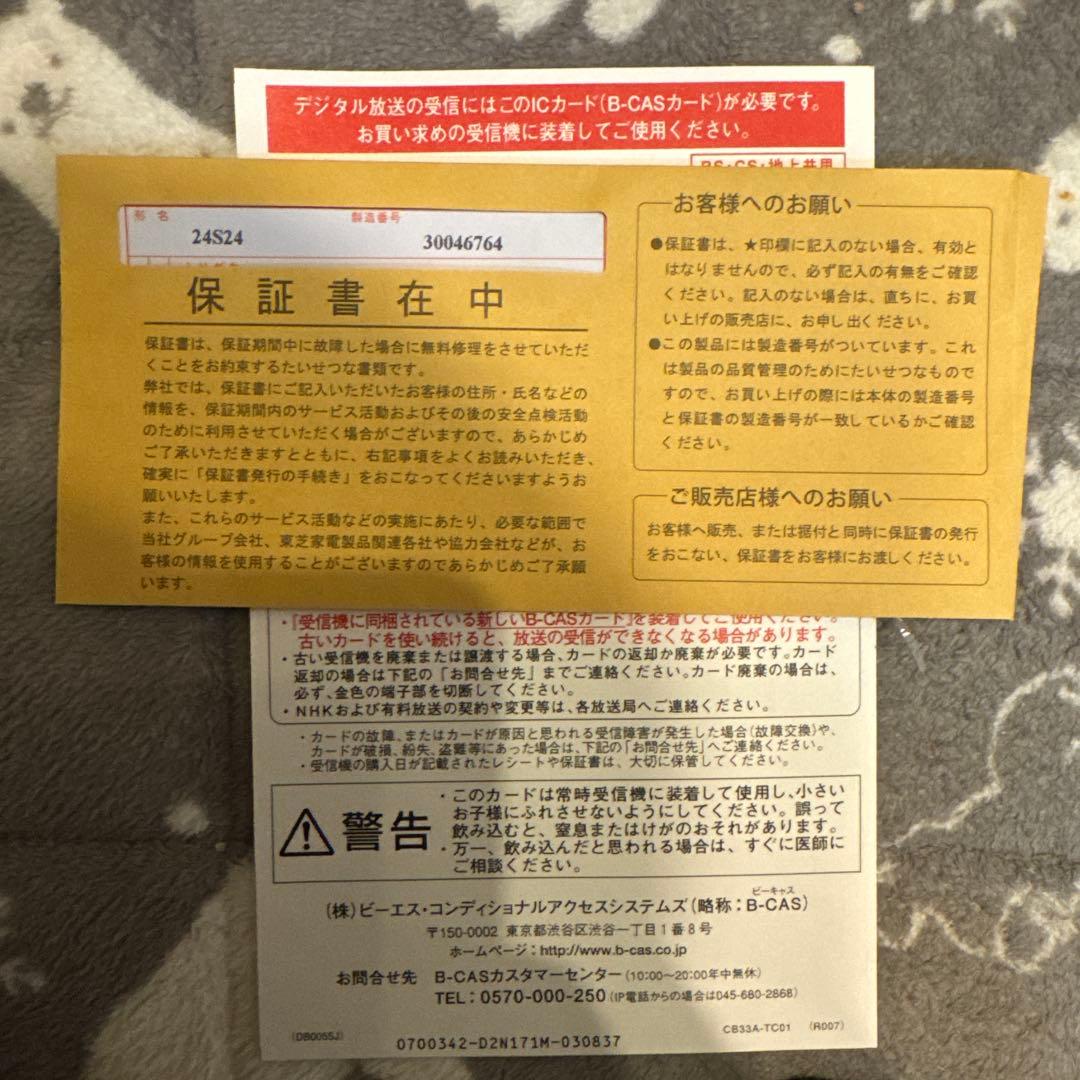 デジタル放送の受信にはこのICカード(B-CASカード)が必要です。
お買い求めの受信機に装着してご使用ください。
BS・CS・地上共用
形名 製造番号
24S24 30046764
保証書在中
保証書は、保証期間中に故障した場合に無料修理をさせていただ
くことをお約束するたいせつな書類です。
弊社では、保証書にご記入いただいたお客様の住所・氏名などの
情報を、保証期間内のサービス活動およびその後の安全点検活動
のために利用させていただく場合がございますので、あらかじめ
ご了承いただきますとともに、右記事項をよくお読みいただき、
確実に「保証書発行の手続き」をおこなってくださいますようお
願いいたします。
また、これらのサービス活動などの実施にあたり、必要な範囲で
当社グループ会社、東芝家電製品関連各社や協力会社などが、お
客様の情報を使用することがございますのであらかじめご了承願
います。
お客様へのお願い
●保証書は、★印欄に記入のない場合、有効と
はなりませんので、必ず記入の有無をご確認
ください。記入のない場合は、直ちに、お買
い上げの販売店に、お申し出ください。
●この製品には製造番号がついています。これ
は製品の品質管理のためにたいせつなもので
すので、お買い上げの際には本体の製造番号
と保証書の製造番号が一致しているかご確認
ください。
ご販売店様へのお願い
お客様へ販売、または据付と同時に保証書の発行
をおこない、保証書をお客様にお渡しください。
・『受信機に同梱されている新しいB-CASカード』を装着してご使用ください。
古いカードを使い続けると、放送の受信ができなくなる場合があります。
・古い受信機を廃棄または譲渡する場合、カードの返却か廃棄が必要です。カード
返却の場合は下記の「お問合せ先」までご連絡ください。カード廃棄の場合は、
必ず、金色の端子部を切断してください。
・NHKおよび有料放送の契約や変更等は、各放送局へご連絡ください。
・カードの故障、またはカードが原因と思われる受信障害が発生した場合(故障交換)や、
カードが破損、紛失、盗難等にあった場合は、下記の「お問合せ先」へご連絡ください。
・受信機の購入日が記載されたレシートや保証書は、大切に保管してください。
警告
・このカードは常時受信機に装着して使用し、小さい
お子様にふれさせないようにしてください。誤って
飲み込むと、窒息またはけがのおそれがあります。
・万一、飲み込んだと思われる場合は、すぐに医師に
ご相談ください。
ビーキャス
(株)ビーエス・コンディショナルアクセスシステムズ(略称:B-CAS)
〒150-0002 東京都渋谷区渋谷一丁目1番8号
ホームページ:http://www.b-cas.co.jp
お問合せ先 B-CASカスタマーセンター(10:00～20:00年中無休)
TEL:0570-000-250(IP電話からの場合は045-680-2868)
CB33A-TC01 (R007)
(DB0055J)
0700342-D2N171M-030837